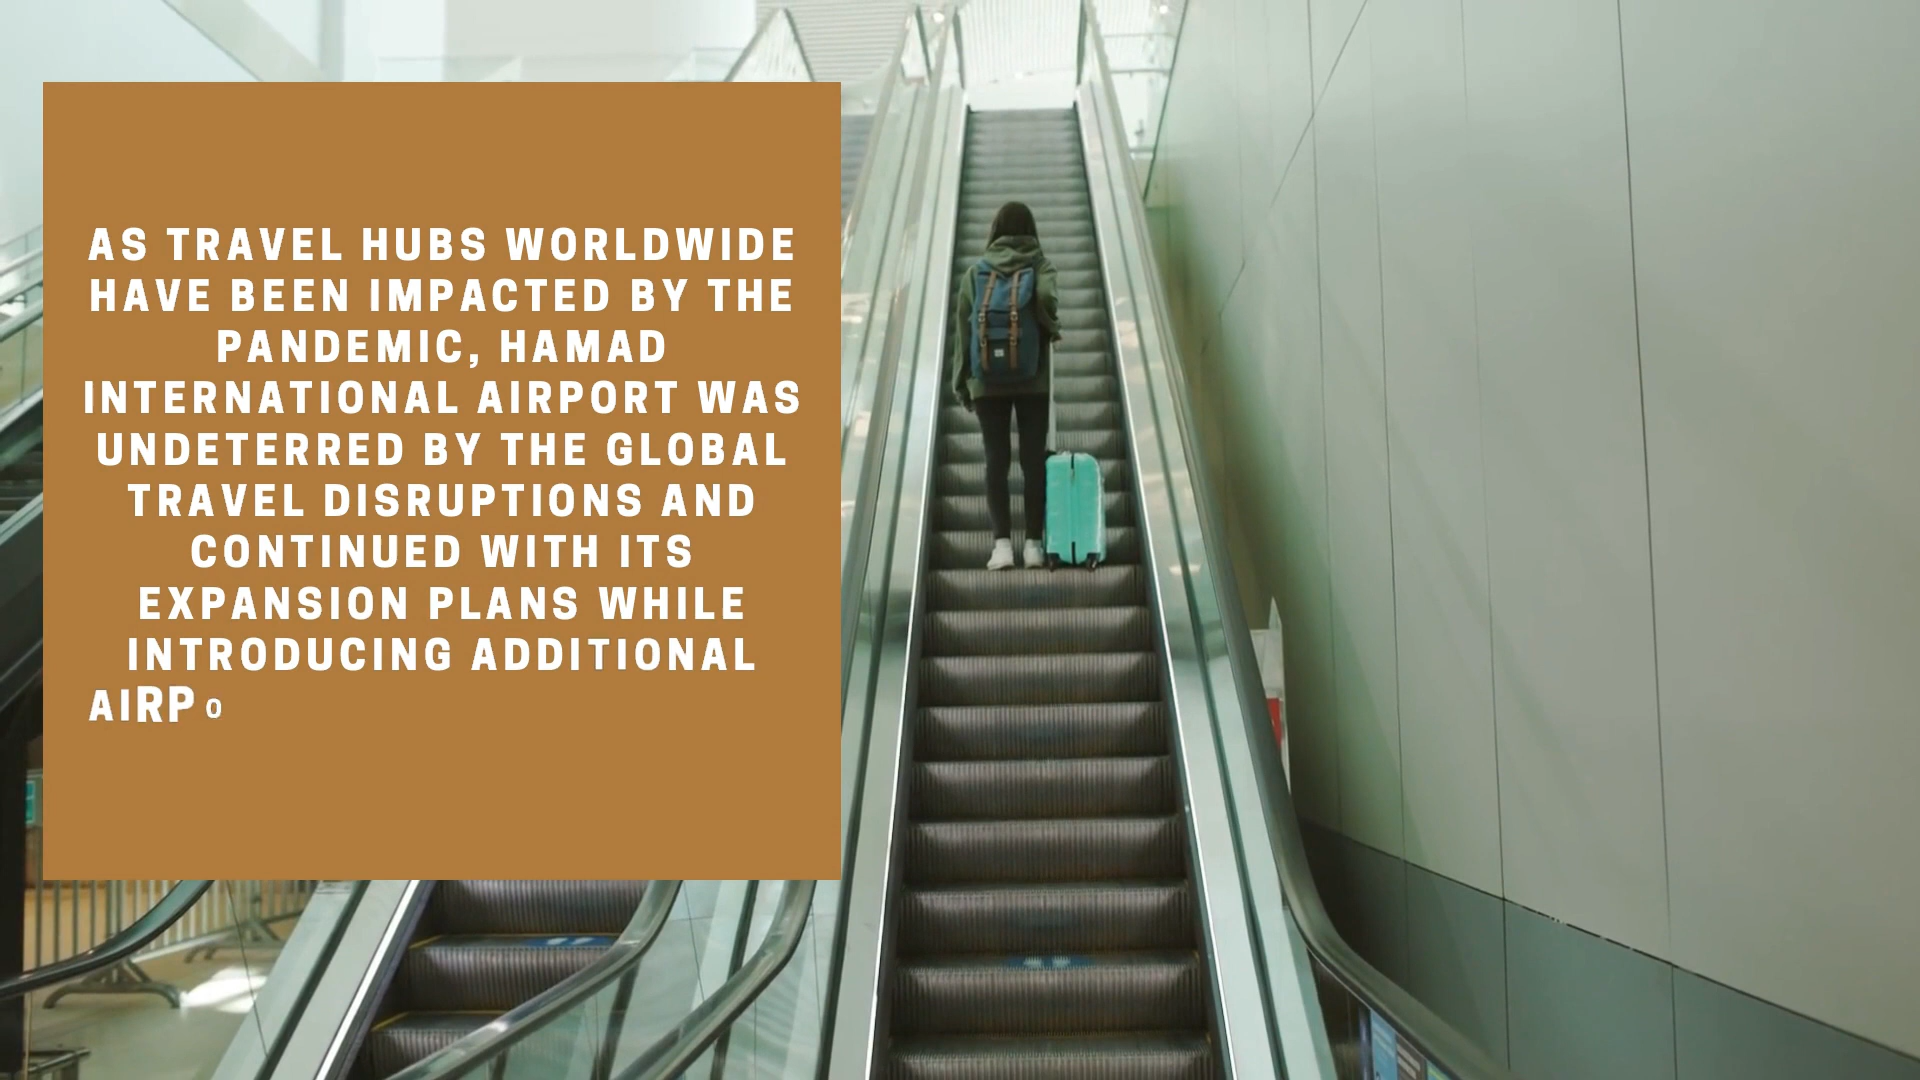 AS TRAVEL HUBS WORLDWIDE
HAVE BEEN IMPACTED BY THE
PANDEMIC, HAMAD
INTERNATIONAL AIRPORT WAS
UNDETERRED BY THE GLOBAL
TRAVEL DISRUPTIONS AND
CONTINUED WITH ITS
EXPANSION PLANS WHILE
INTRODUCING ADDITIONAL
AIRPO